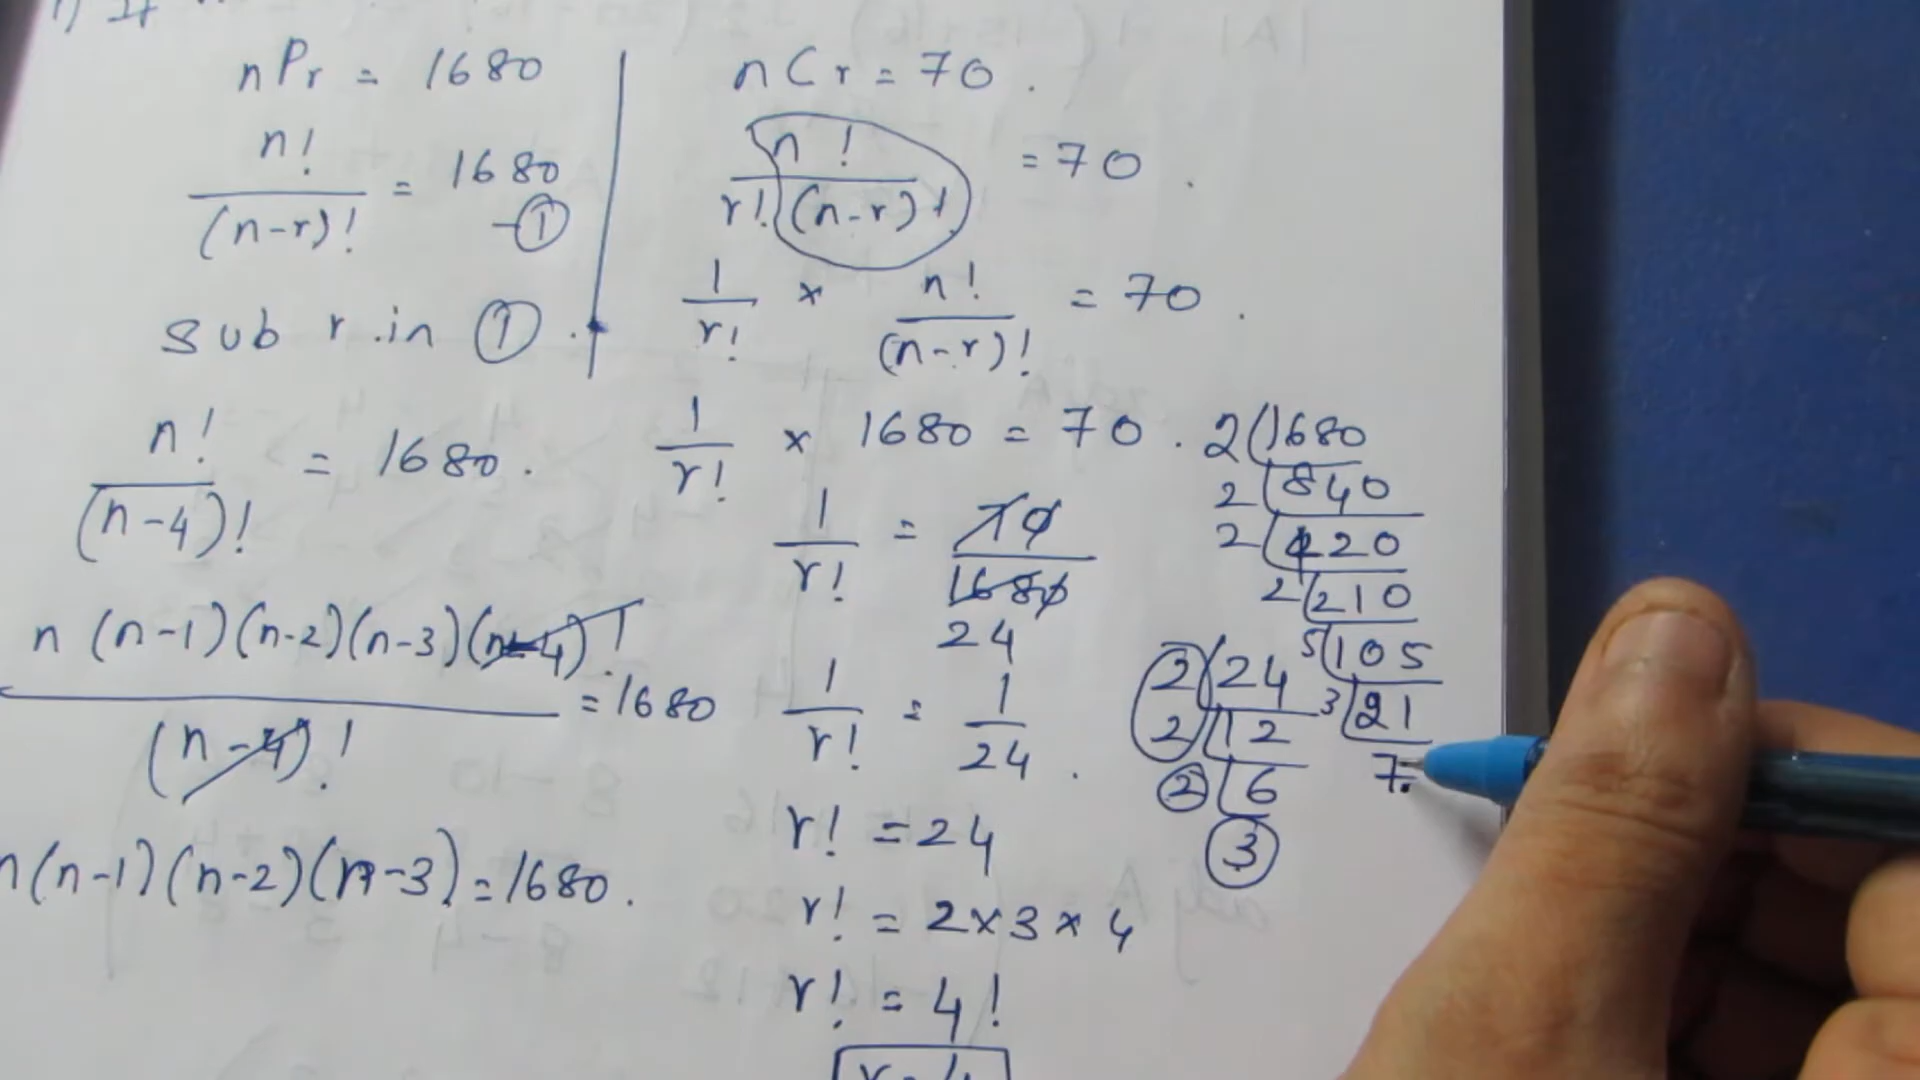 1) If
nPr = 1680
n! / (n-r)! = 1680 -①
sub r in ①.
n! / (n-4)! = 1680.
n(n-1)(n-2)(n-3)(n-4)! / (n-4)! = 1680
n(n-1)(n-2)(n-3) = 1680.
nCr = 70.
n! / r!(n-r)! = 70.
1/r! × n!/(n-r)! = 70.
1/r! × 1680 = 70.
1/r! = 70/1680
24
1/r! = 1/24.
r! = 24
r! = 2×3×4
r! = 4!
r = 4
2 | 24
2 | 12
2 | 6
3
2 | 1680
2 | 840
2 | 420
2 | 210
5 | 105
3 | 21
7.